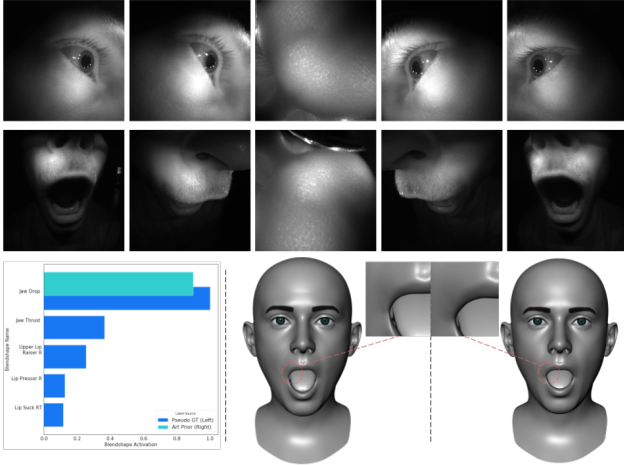 Jaw Drop
Jaw Thrust
Upper Lip
Raiser R
Lip Pressor R
Lip Suck RT
Blendshape Name
0.0
0.2
0.4
0.6
0.8
1.0
Blendshape Activation
Label Source
Pseudo GT (Left)
Art Prior (Right)